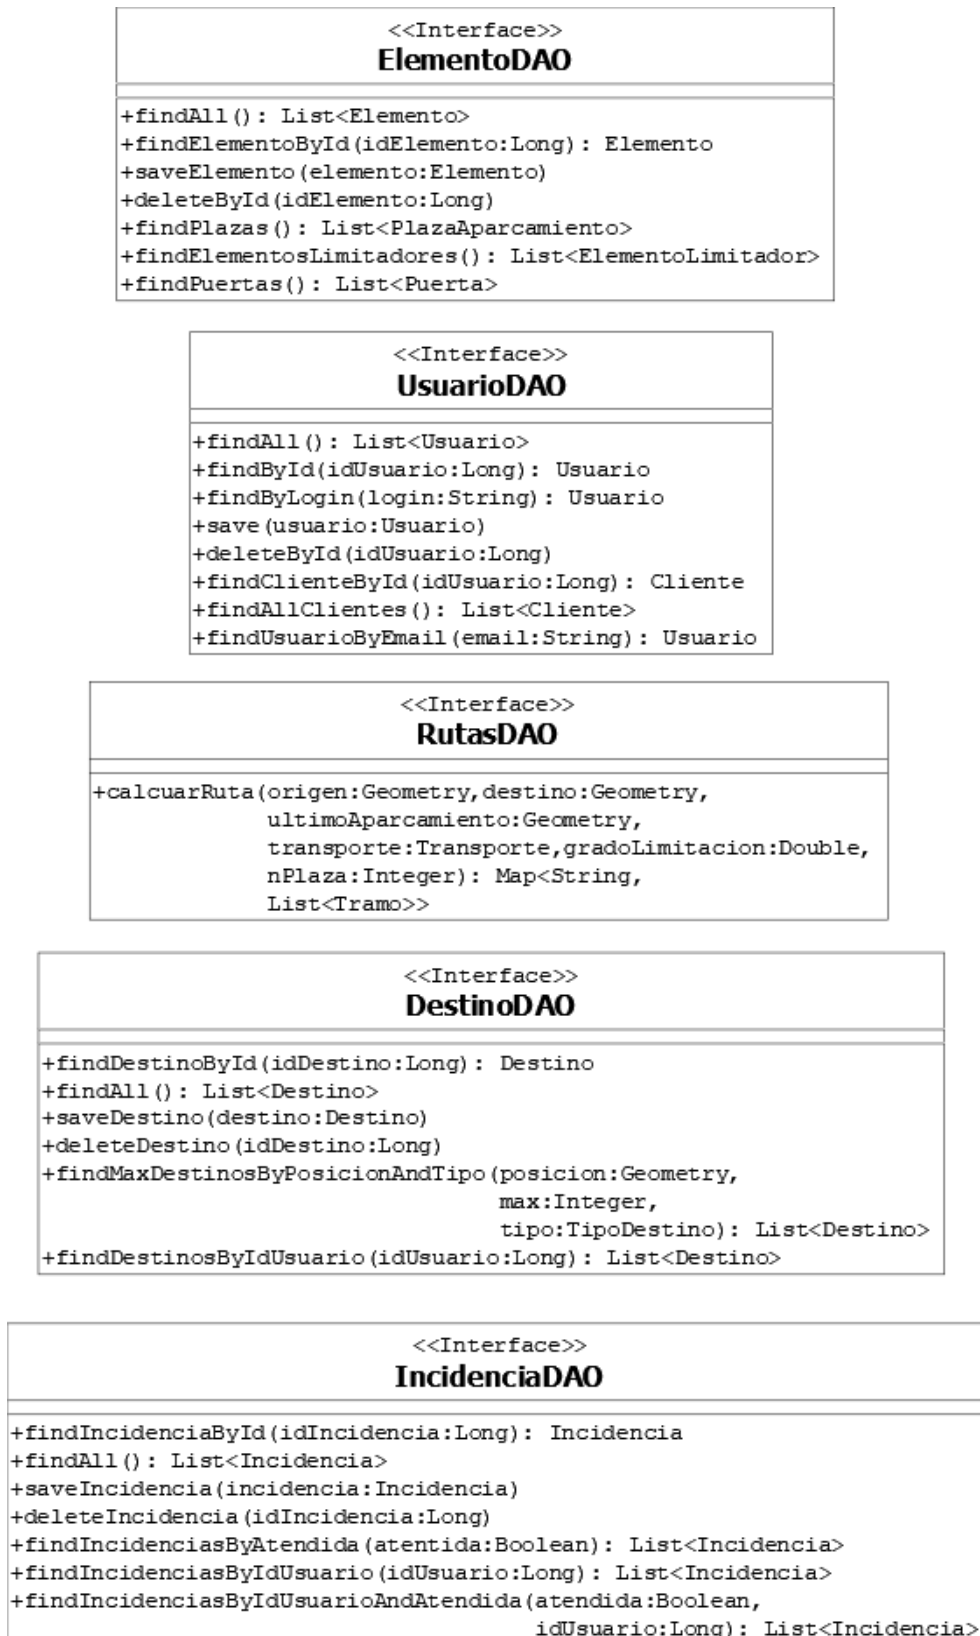 <<Interface>>
ElementoDAO
+findAll(): List<Elemento>
+findElementoById(idElemento:Long): Elemento
+saveElemento(elemento:Elemento)
+deleteById(idElemento:Long)
+findPlazas(): List<PlazaAparcamiento>
+findElementosLimitadores(): List<ElementoLimitador>
+findPuertas(): List<Puerta>
<<Interface>>
UsuarioDAO
+findAll(): List<Usuario>
+findById(idUsuario:Long): Usuario
+findByLogin(login:String): Usuario
+save(usuario:Usuario)
+deleteById(idUsuario:Long)
+findClienteById(idUsuario:Long): Cliente
+findAllClientes(): List<Cliente>
+findUsuarioByEmail(email:String): Usuario
<<Interface>>
RutasDAO
+calcuarRuta(origen:Geometry,destino:Geometry,
ultimoAparcamiento:Geometry,
transporte:Transporte,gradoLimitacion:Double,
nPlaza:Integer): Map<String,
List<Tramo>>
<<Interface>>
DestinoDAO
+findDestinoById(idDestino:Long): Destino
+findAll(): List<Destino>
+saveDestino(destino:Destino)
+deleteDestino(idDestino:Long)
+findMaxDestinosByPosicionAndTipo(posicion:Geometry,
max:Integer,
tipo:TipoDestino): List<Destino>
+findDestinosByIdUsuario(idUsuario:Long): List<Destino>
<<Interface>>
IncidenciaDAO
+findIncidenciaById(idIncidencia:Long): Incidencia
+findAll(): List<Incidencia>
+saveIncidencia(incidencia:Incidencia)
+deleteIncidencia(idIncidencia:Long)
+findIncidenciasByAtendida(atentida:Boolean): List<Incidencia>
+findIncidenciasByIdUsuario(idUsuario:Long): List<Incidencia>
+findIncidenciasByIdUsuarioAndAtendida(atendida:Boolean,
idUsuario:Long): List<Incidencia>